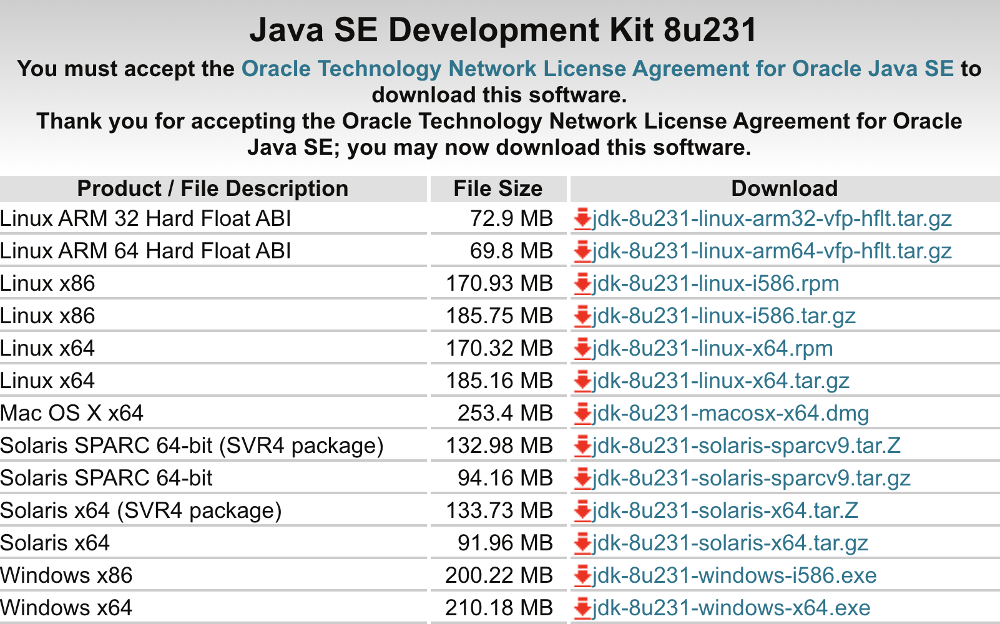 Java SE Development Kit 8u231
You must accept the Oracle Technology Network License Agreement for Oracle Java SE to
download this software.
Thank you for accepting the Oracle Technology Network License Agreement for Oracle
Java SE; you may now download this software.
Product / File Description File Size Download
Linux ARM 32 Hard Float ABI 72.9 MB jdk-8u231-linux-arm32-vfp-hflt.tar.gz
Linux ARM 64 Hard Float ABI 69.8 MB jdk-8u231-linux-arm64-vfp-hflt.tar.gz
Linux x86 170.93 MB jdk-8u231-linux-i586.rpm
Linux x86 185.75 MB jdk-8u231-linux-i586.tar.gz
Linux x64 170.32 MB jdk-8u231-linux-x64.rpm
Linux x64 185.16 MB jdk-8u231-linux-x64.tar.gz
Mac OS X x64 253.4 MB jdk-8u231-macosx-x64.dmg
Solaris SPARC 64-bit (SVR4 package) 132.98 MB jdk-8u231-solaris-sparcv9.tar.Z
Solaris SPARC 64-bit 94.16 MB jdk-8u231-solaris-sparcv9.tar.gz
Solaris x64 (SVR4 package) 133.73 MB jdk-8u231-solaris-x64.tar.Z
Solaris x64 91.96 MB jdk-8u231-solaris-x64.tar.gz
Windows x86 200.22 MB jdk-8u231-windows-i586.exe
Windows x64 210.18 MB jdk-8u231-windows-x64.exe